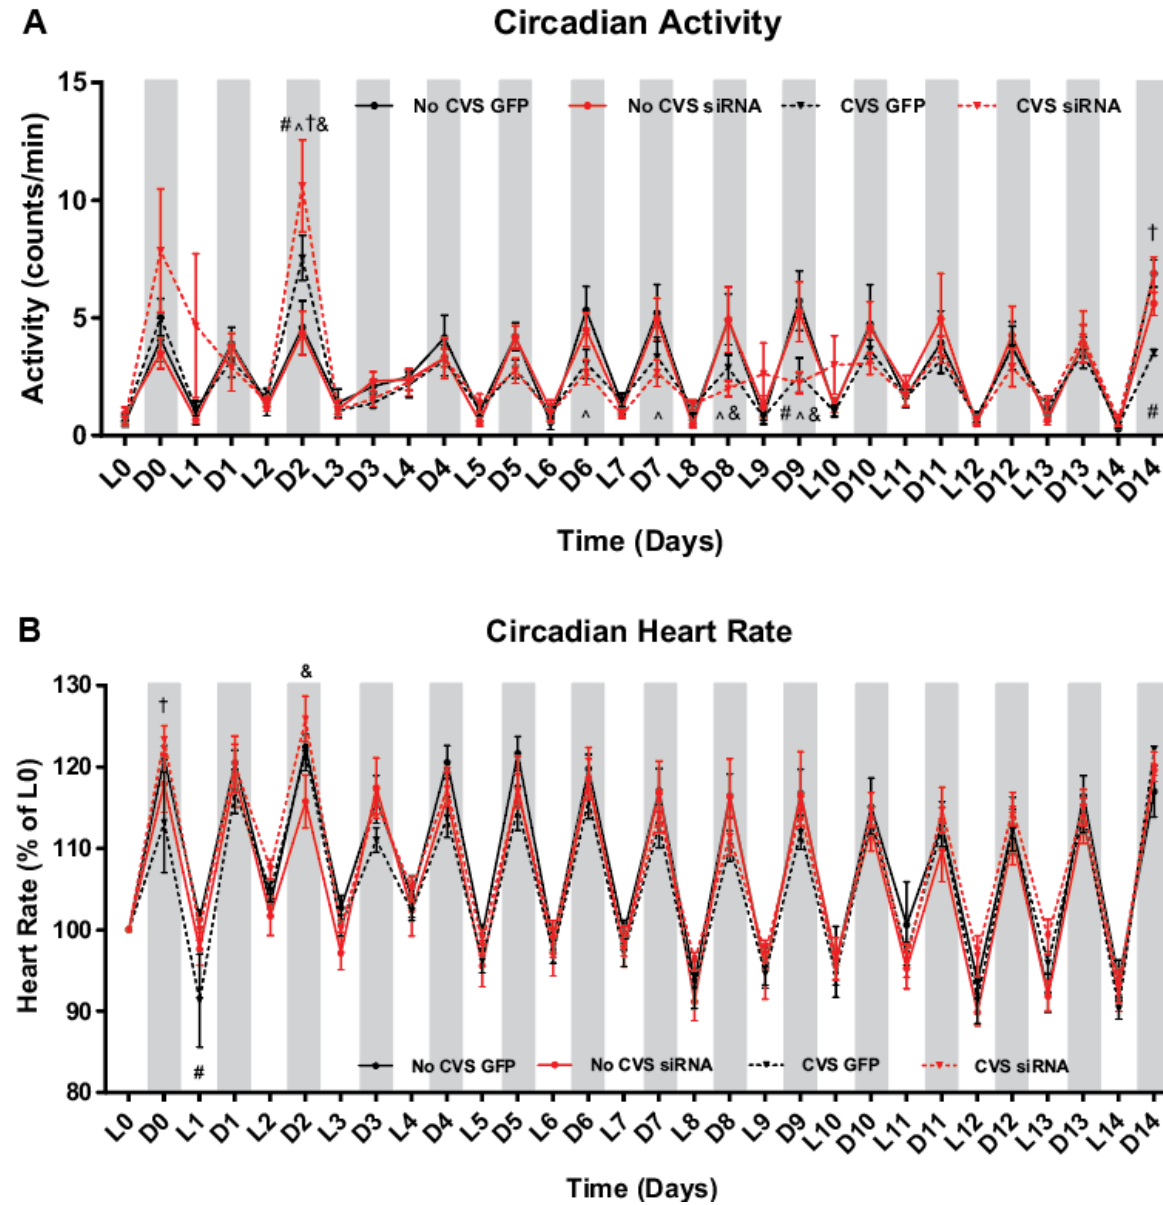 A
Circadian Activity
Activity (counts/min)
15
10
5
0
No CVS GFP No CVS siRNA CVS GFP CVS siRNA
#^†&
^
^
^&
#^&
†
#
L0 D0 L1 D1 L2 D2 L3 D3 L4 D4 L5 D5 L6 D6 L7 D7 L8 D8 L9 D9 L10 D10 L11 D11 L12 D12 L13 D13 L14 D14
Time (Days)
B
Circadian Heart Rate
Heart Rate (% of L0)
130
120
110
100
90
80
†
&
#
No CVS GFP No CVS siRNA CVS GFP CVS siRNA
L0 D0 L1 D1 L2 D2 L3 D3 L4 D4 L5 D5 L6 D6 L7 D7 L8 D8 L9 D9 L10 D10 L11 D11 L12 D12 L13 D13 L14 D14
Time (Days)